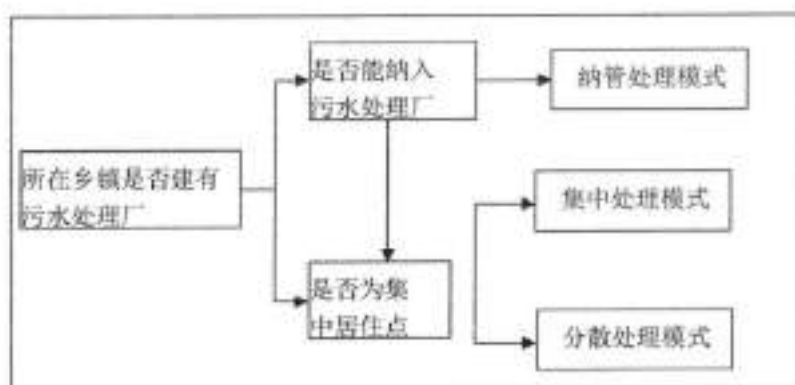 是否能纳入
污水处理厂
纳管处理模式
所在乡镇是否建有
污水处理厂
集中处理模式
是否为集
中居住点
分散处理模式